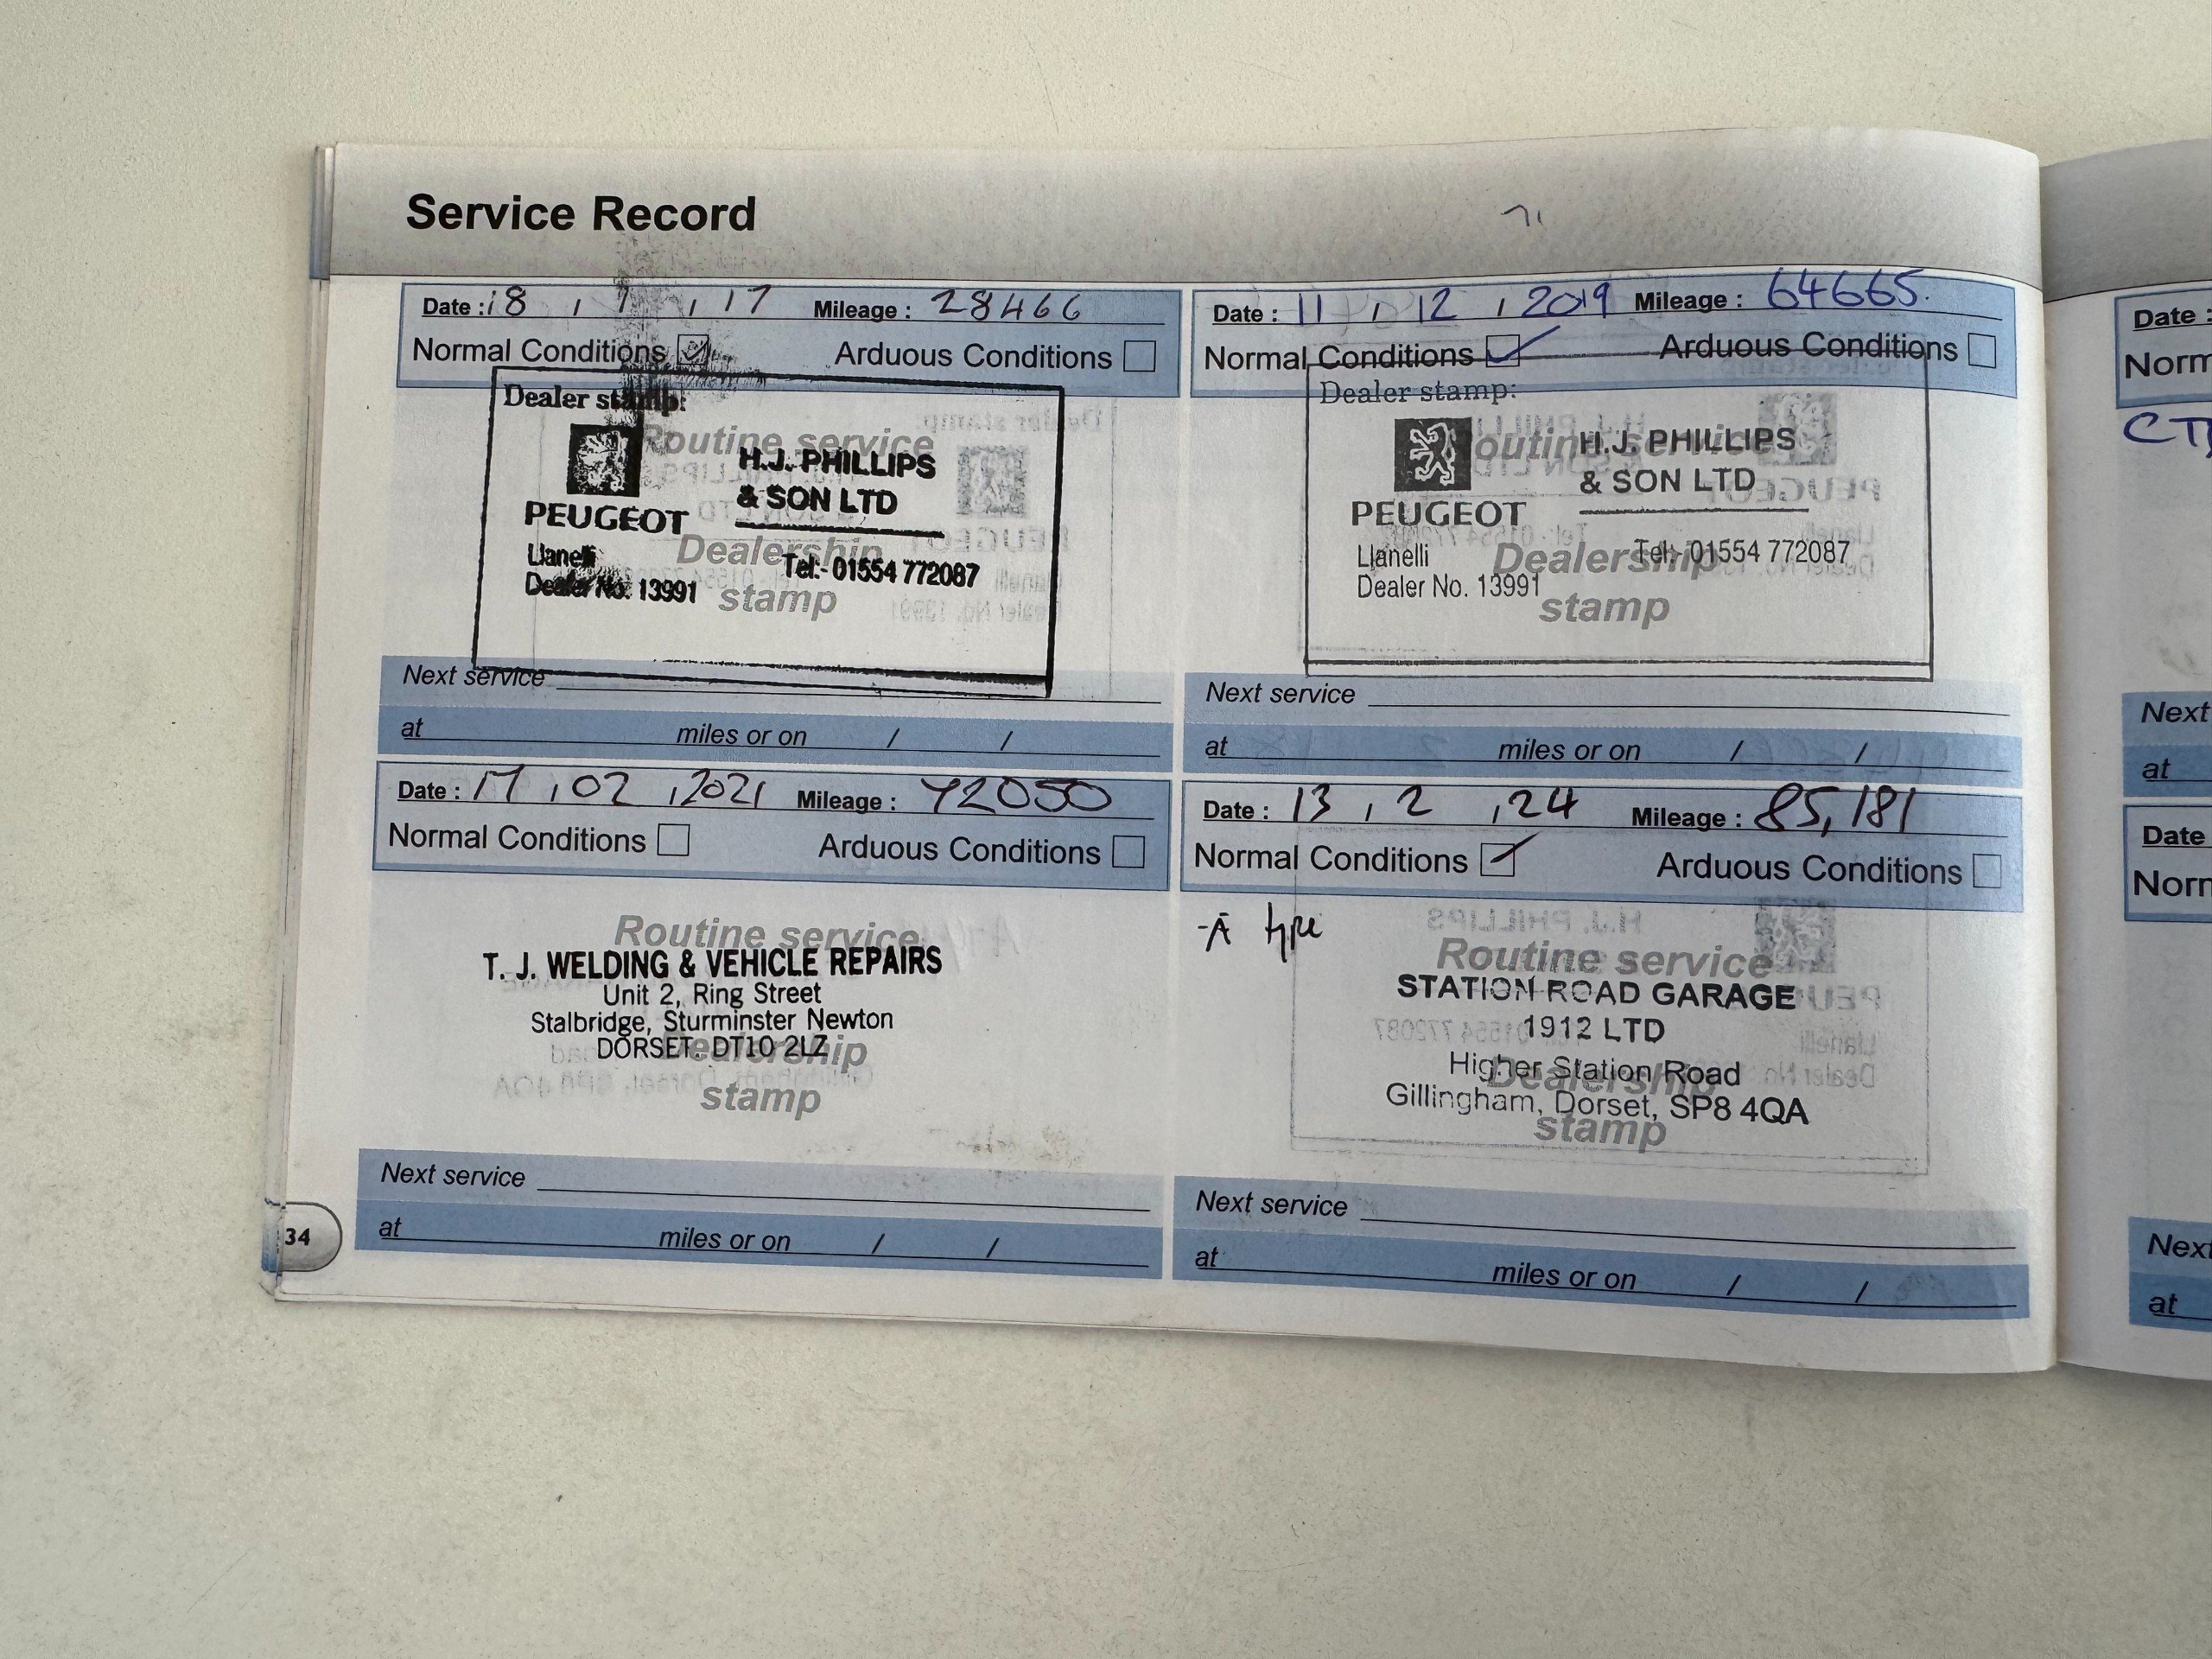 Service Record
Date : 18 , 1 , 17 Mileage : 28466
Normal Conditions Arduous Conditions
Dealer stamp:
Routine service
H.J. PHILLIPS
& SON LTD
PEUGEOT
Dealership
Llanelli
Tel:- 01554 772087
Dealer No. 13991
stamp
Next service
at miles or on / /
Date : 11 , 12 , 2019 Mileage : 64665.
Normal Conditions Arduous Conditions
Dealer stamp:
Routine service
H.J. PHILLIPS
& SON LTD
PEUGEOT
Llanelli
Dealership
Tel:- 01554 772087
Dealer No. 13991
stamp
Next service
at miles or on / /
Date : 17 , 02 , 2021 Mileage : 72050
Normal Conditions Arduous Conditions
Routine service
T. J. WELDING & VEHICLE REPAIRS
Unit 2, Ring Street
Stalbridge, Sturminster Newton
DORSET. DT10 2LZ
Dealership
stamp
Next service
at miles or on / /
Date : 13 , 2 , 24 Mileage : 85,181
Normal Conditions Arduous Conditions
-A type
Routine service
STATION ROAD GARAGE
1912 LTD
Higher Station Road
Dealership
Gillingham, Dorset, SP8 4QA
stamp
Next service
at miles or on / /
34
Date :
Next
at
Date
Next
at